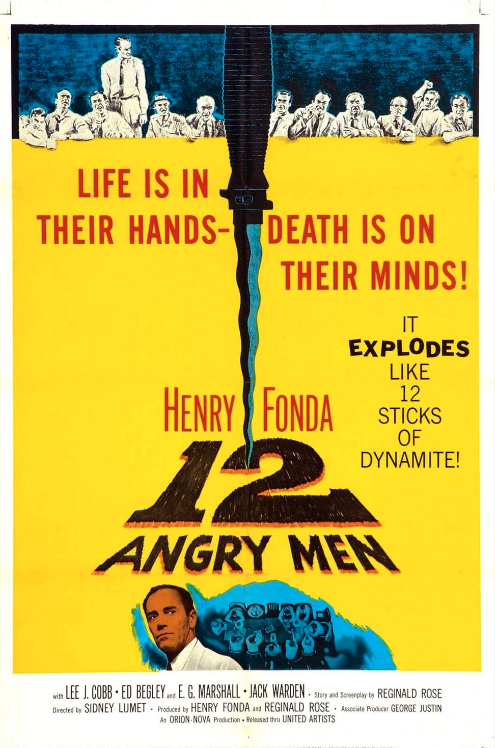 LIFE IS IN
THEIR HANDS- DEATH IS ON
THEIR MINDS!
IT
EXPLODES
LIKE
12
STICKS
OF
DYNAMITE!
HENRY FONDA
12
ANGRY MEN
with LEE J. COBB • ED BEGLEY and E. G. MARSHALL • JACK WARDEN • Story and Screenplay by REGINALD ROSE
Directed by SIDNEY LUMET • Produced by HENRY FONDA and REGINALD ROSE • Associate Producer GEORGE JUSTIN
An ORION-NOVA Production • Released thru UNITED ARTISTS